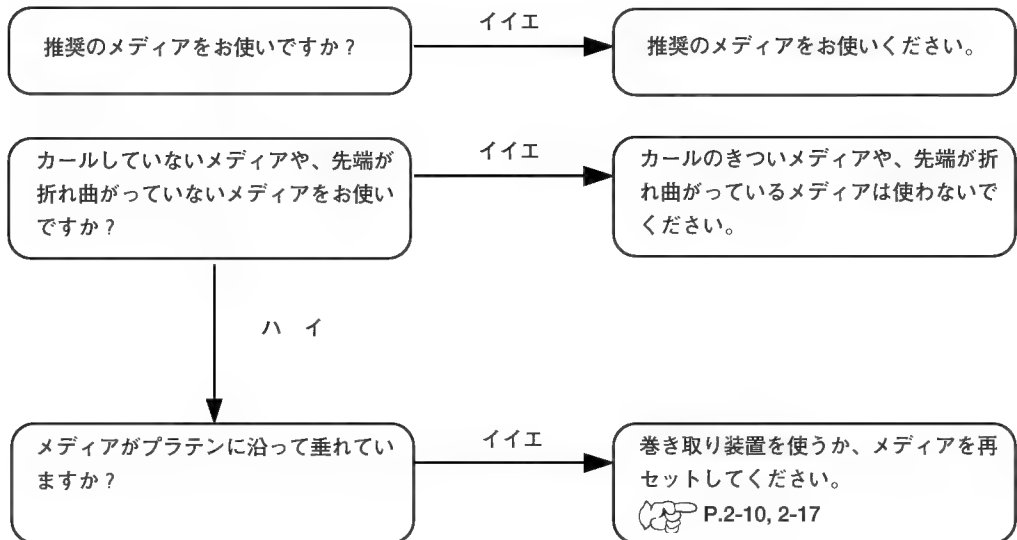 推奨のメディアをお使いですか?
イイエ
推奨のメディアをお使いください。
カールしていないメディアや、先端が
折れ曲がっていないメディアをお使い
ですか?
イイエ
カールのきついメディアや、先端が折
れ曲がっているメディアは使わないで
ください。
ハ イ
メディアがプラテンに沿って垂れてい
ますか?
イイエ
巻き取り装置を使うか、メディアを再
セットしてください。
P.2-10, 2-17